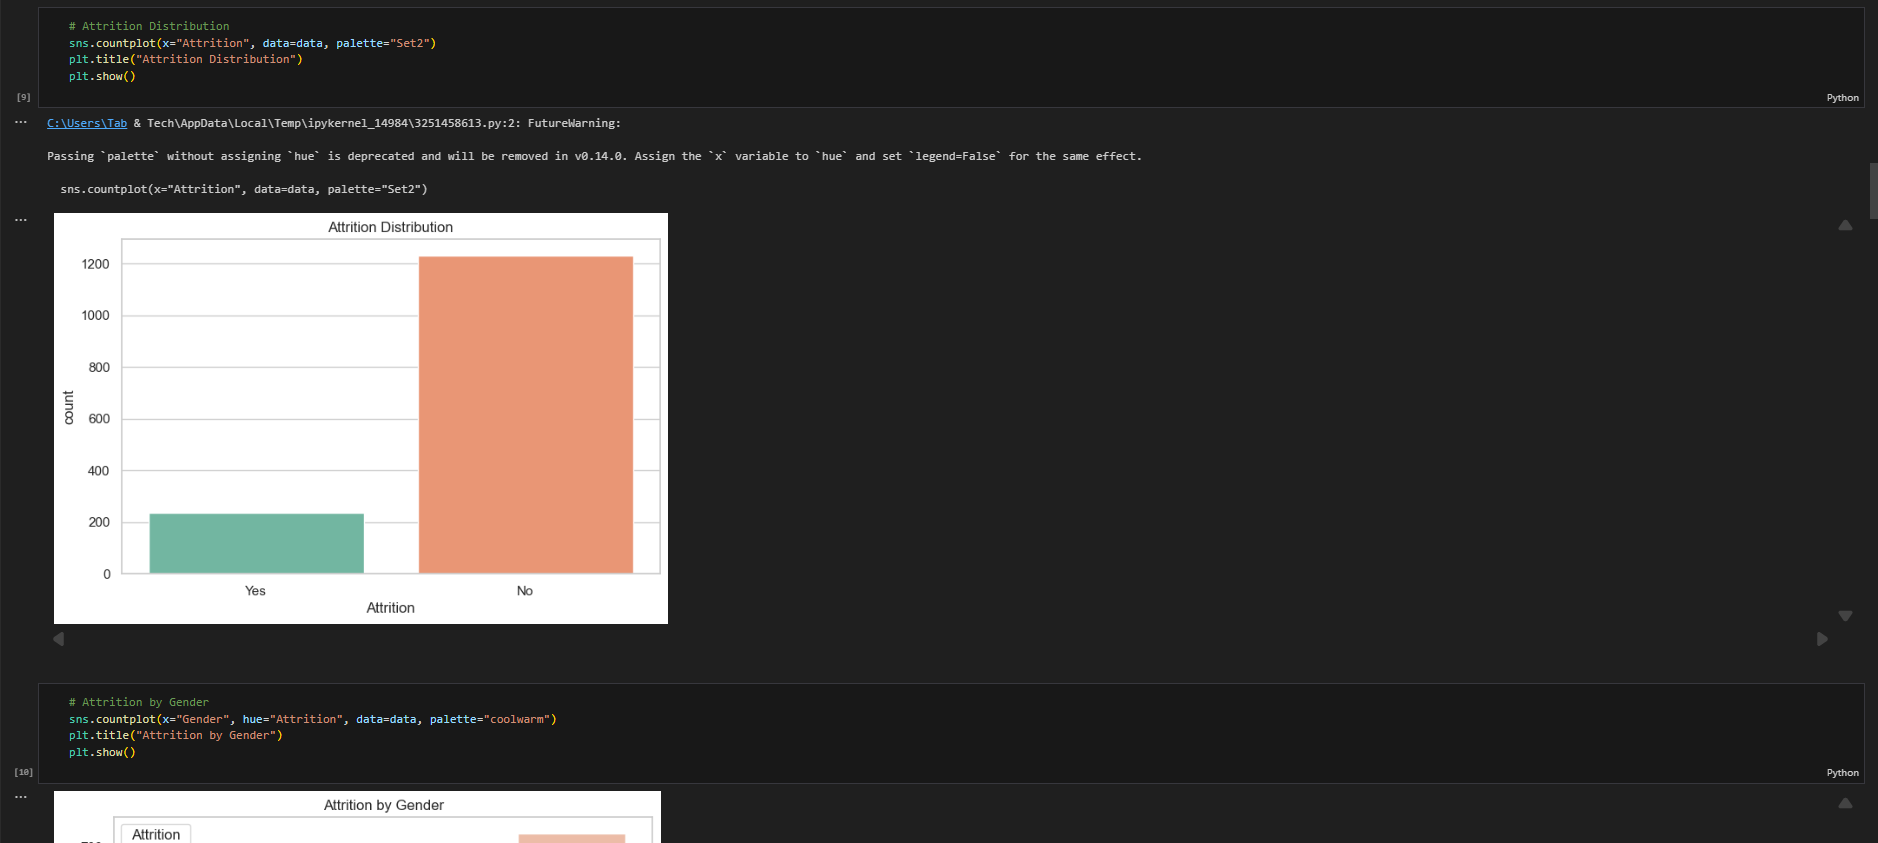 # Attrition Distribution
sns.countplot(x="Attrition", data=data, palette="Set2")
plt.title("Attrition Distribution")
plt.show()
[9]
Python
C:\Users\Tab & Tech\AppData\Local\Temp\ipykernel_14984\3251458613.py:2: FutureWarning:
Passing `palette` without assigning `hue` is deprecated and will be removed in v0.14.0. Assign the `x` variable to `hue` and set `legend=False` for the same effect.
sns.countplot(x="Attrition", data=data, palette="Set2")
Attrition Distribution
1200
1000
800
600
400
200
0
count
Yes
No
Attrition
# Attrition by Gender
sns.countplot(x="Gender", hue="Attrition", data=data, palette="coolwarm")
plt.title("Attrition by Gender")
plt.show()
[10]
Python
Attrition by Gender
Attrition